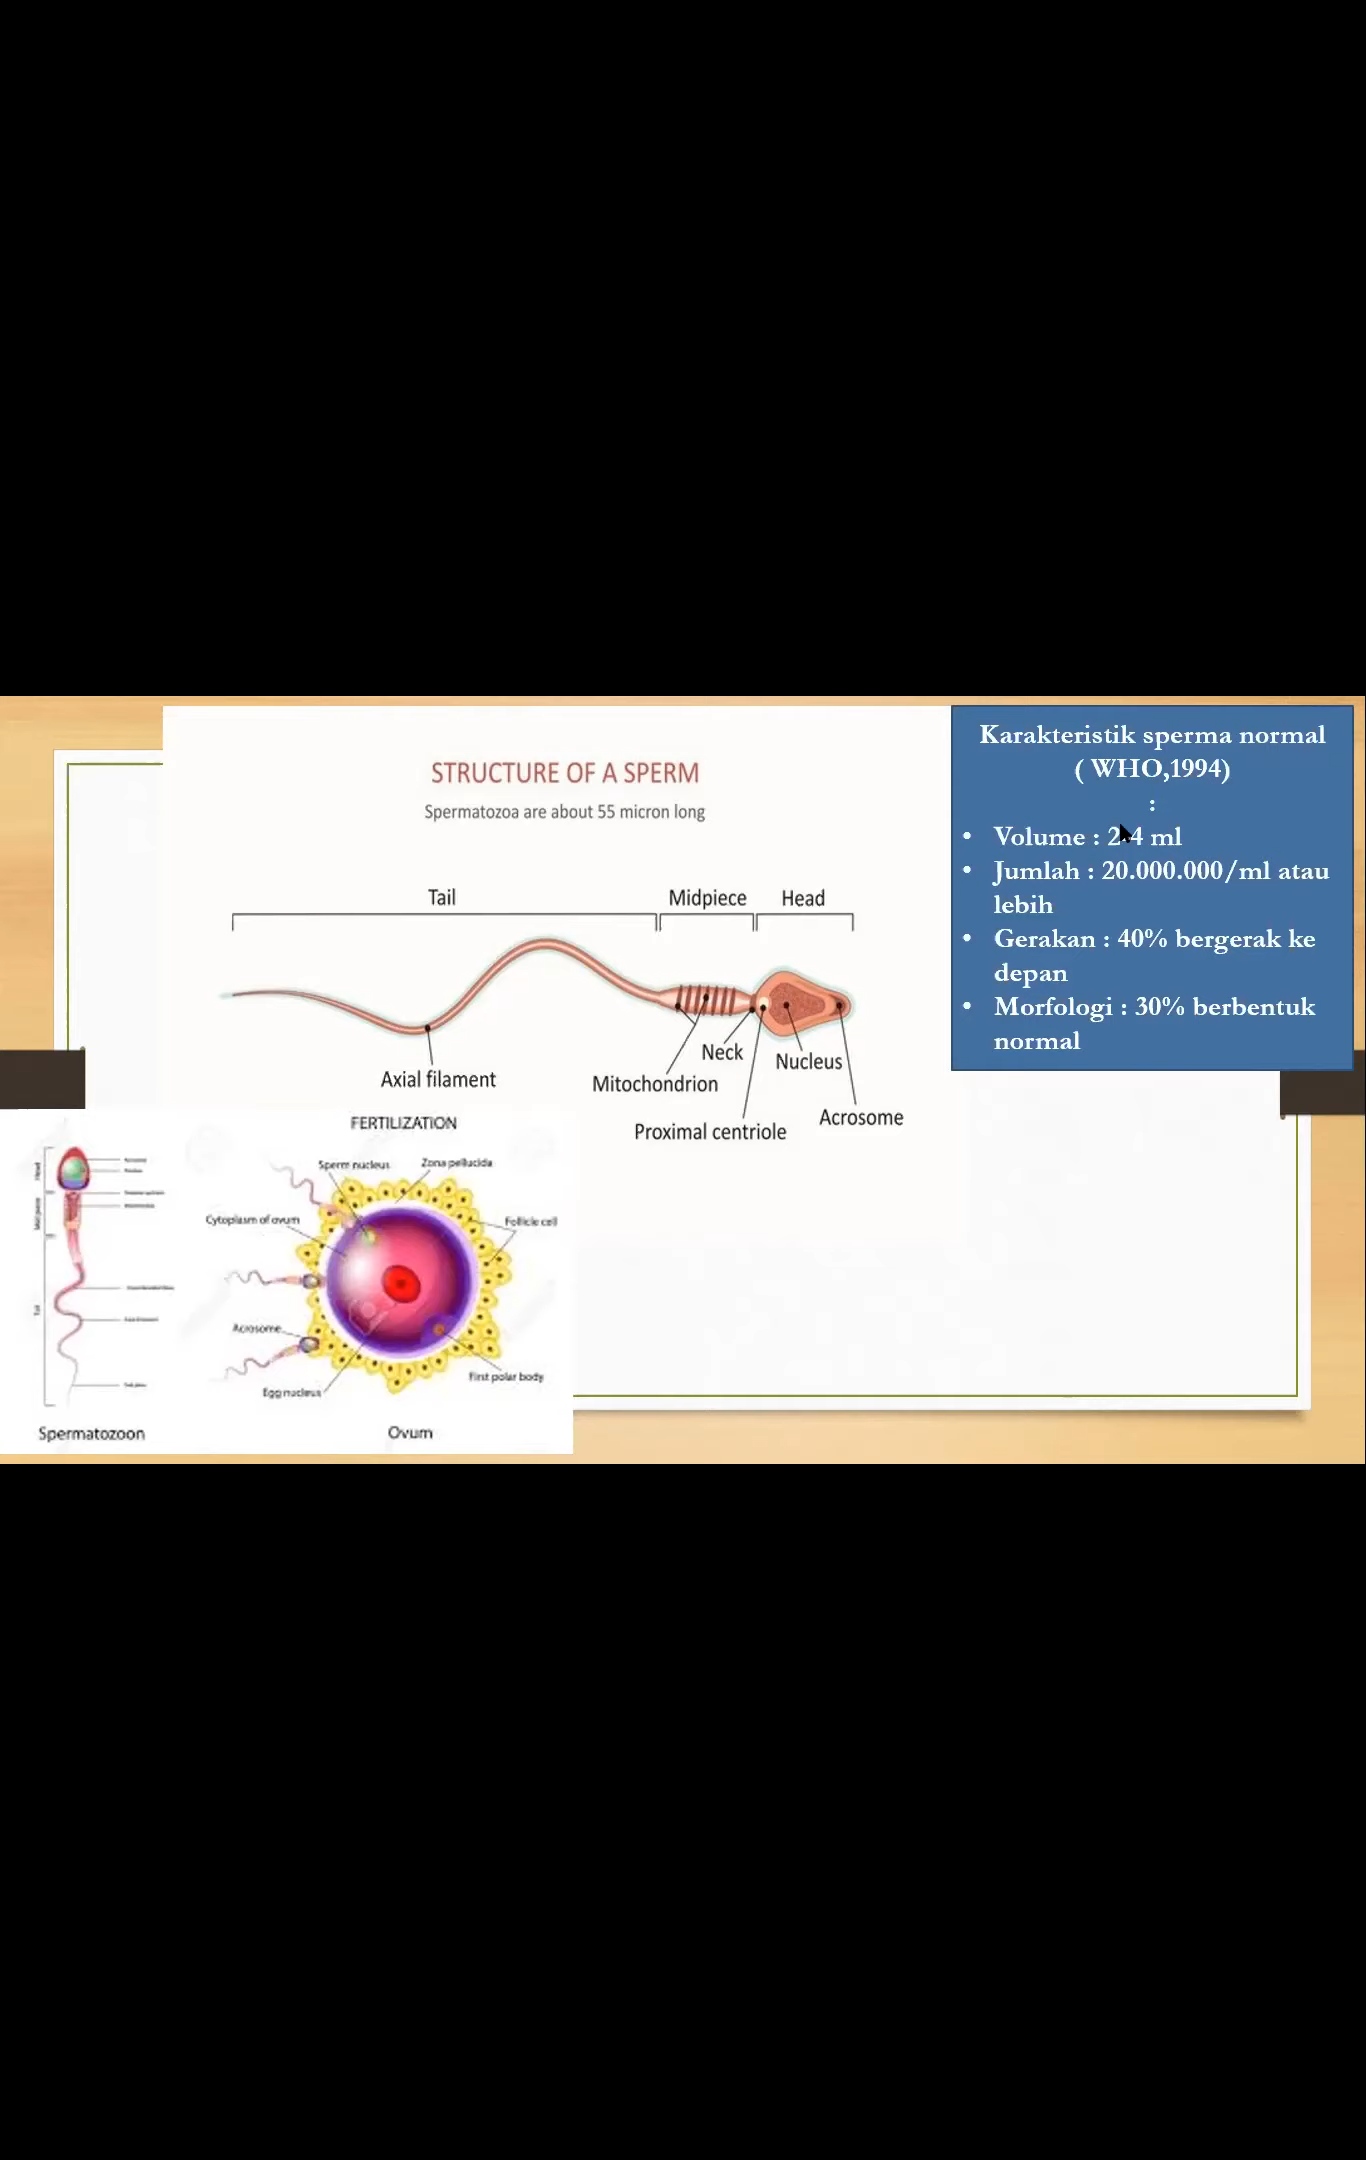 STRUCTURE OF A SPERM
Spermatozoa are about 55 micron long
Tail
Midpiece
Head
Axial filament
Mitochondrion
Neck
Nucleus
Proximal centriole
Acrosome
Karakteristik sperma normal
( WHO,1994)
:
• Volume : 2-4 ml
• Jumlah : 20.000.000/ml atau
lebih
• Gerakan : 40% bergerak ke
depan
• Morfologi : 30% berbentuk
normal
FERTILIZATION
Sperm nucleus
Zona pellucida
Cytoplasm of ovum
Follicle cell
Acrosome
Egg nucleus
First polar body
Head
Tail
Spermatozoon
Ovum